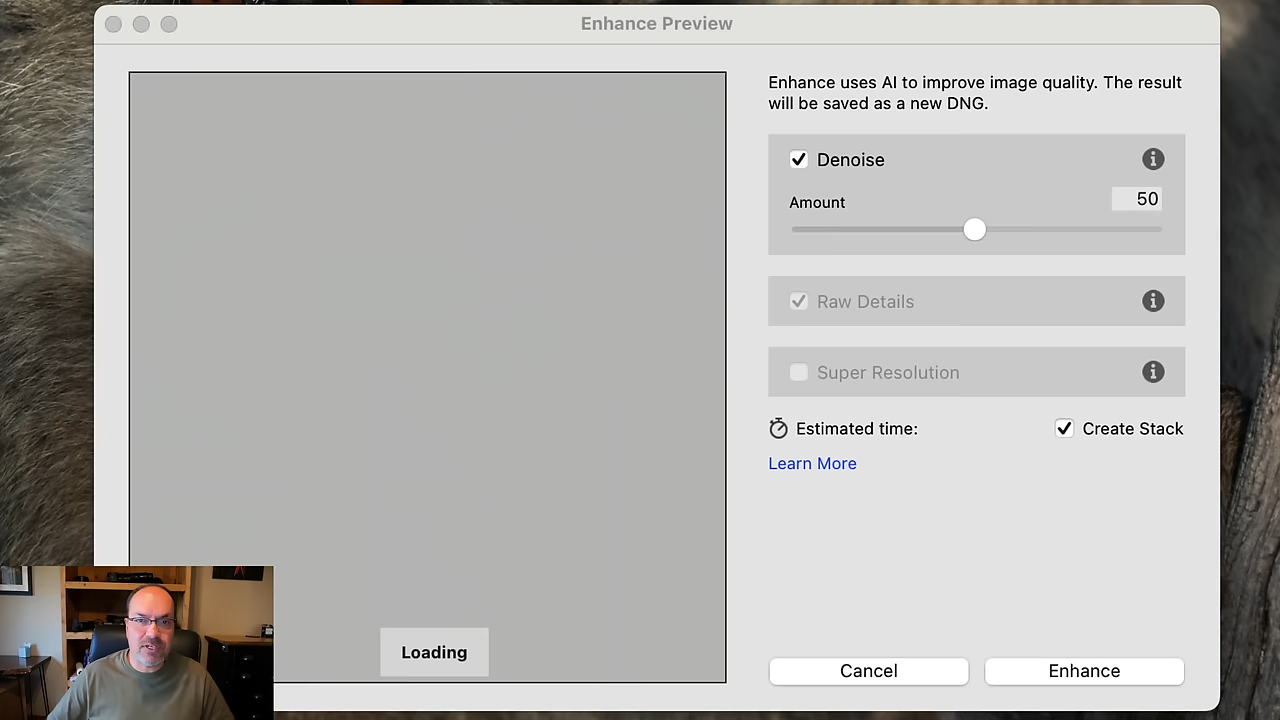 Enhance Preview
Enhance uses AI to improve image quality. The result
will be saved as a new DNG.
Denoise
Amount
50
Raw Details
Super Resolution
Estimated time:
Create Stack
Learn More
Loading
Cancel
Enhance